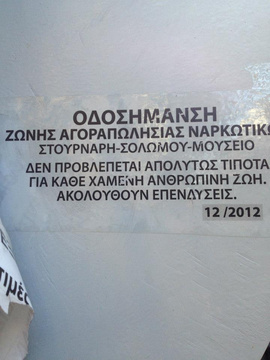 ΟΔΟΣΗΜΑΝΣΗ
ΖΩΝΗΣ ΑΓΟΡΑΠΩΛΗΣΙΑΣ ΝΑΡΚΩΤΙΚ
ΣΤΟΥΡΝΑΡΗ-ΣΟΛΩΜΟΥ-ΜΟΥΣΕΙΟ
ΔΕΝ ΠΡΟΒΛΕΠΕΤΑΙ ΑΠΟΛΥΤΩΣ ΤΙΠΟΤΑ
ΓΙΑ ΚΑΘΕ ΧΑΜΕΝΗ ΑΝΘΡΩΠΙΝΗ ΖΩΗ.
ΑΚΟΛΟΥΘΟΥΝ ΕΠΕΝΔΥΣΕΙΣ.
12 /2012